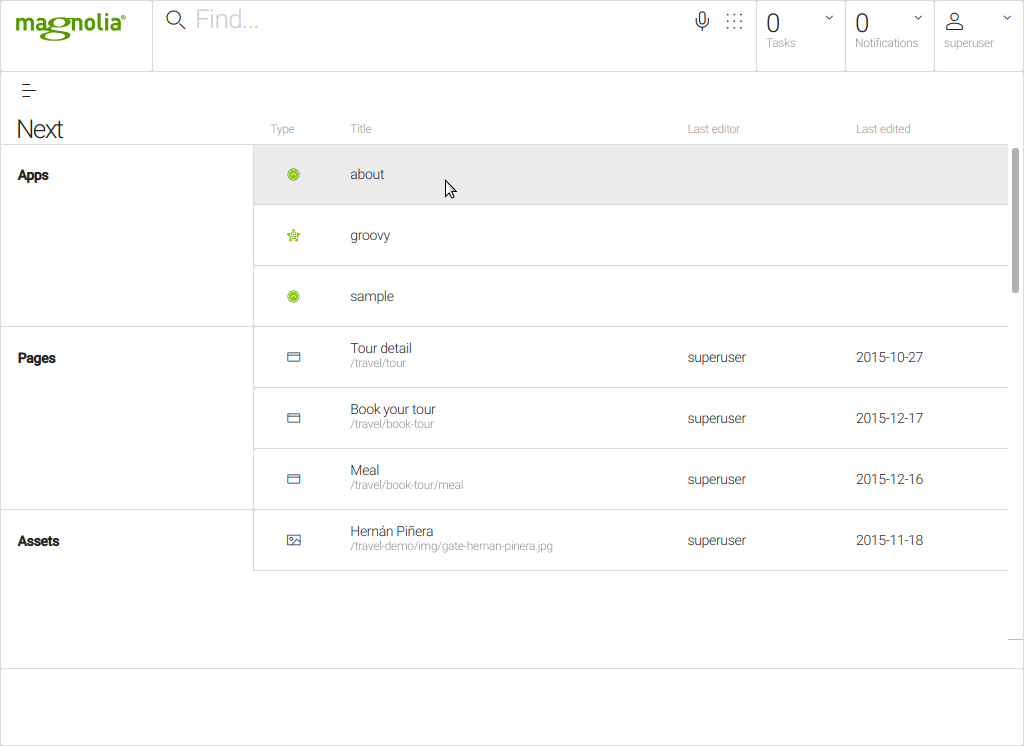 magnolia®
Find...
0
Tasks
0
Notifications
superuser
Next
Type Title Last editor Last edited
Apps
about
groovy
sample
Pages
Tour detail
/travel/tour
superuser 2015-10-27
Book your tour
/travel/book-tour
superuser 2015-12-17
Meal
/travel/book-tour/meal
superuser 2015-12-16
Assets
Hernán Piñera
/travel-demo/img/gate-hernan-pinera.jpg
superuser 2015-11-18